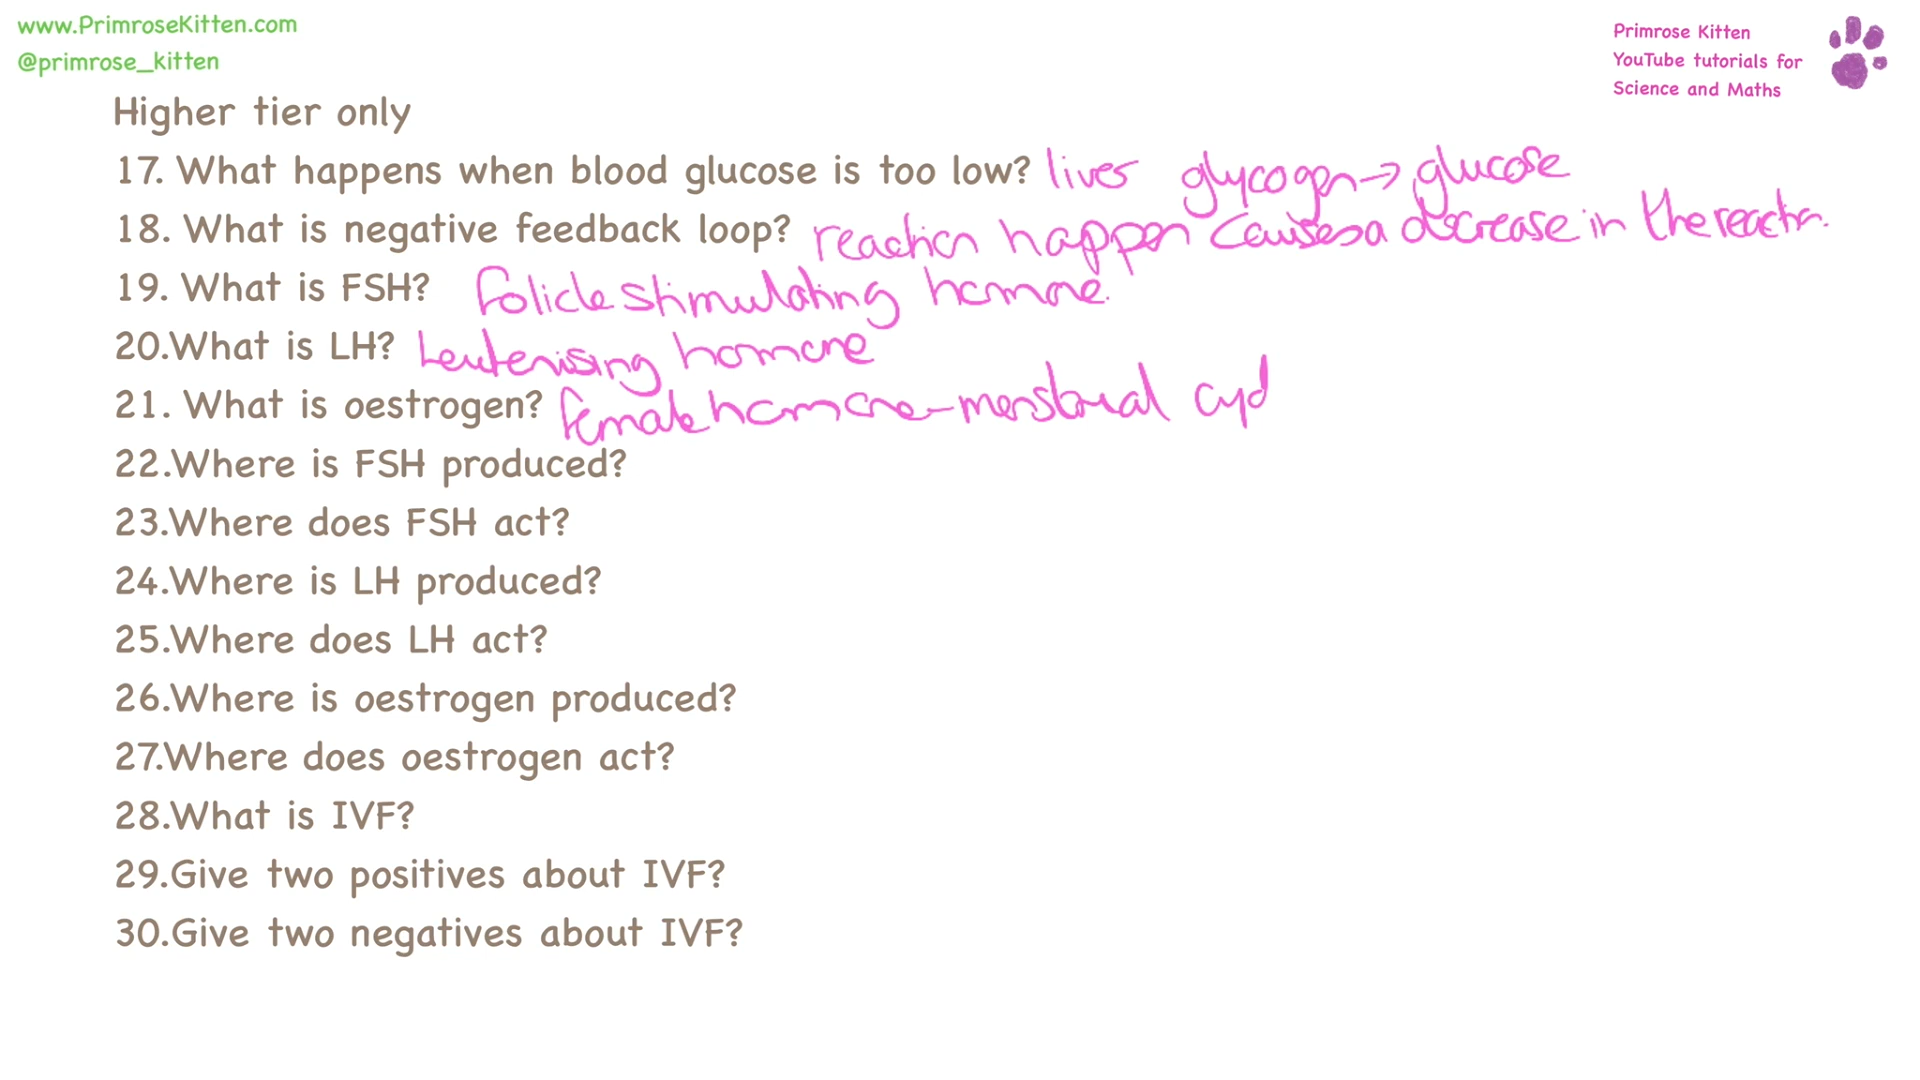 www.PrimroseKitten.com
@primrose_kitten
Primrose Kitten
YouTube tutorials for
Science and Maths
Higher tier only
17. What happens when blood glucose is too low? liver glycogen → glucose
18. What is negative feedback loop? reaction happen causes a decrease in the reactn.
19. What is FSH? folicle stimulating hormone.
20.What is LH? Leutenising hormone
21. What is oestrogen? female hormone - menstrual cycl
22.Where is FSH produced?
23.Where does FSH act?
24.Where is LH produced?
25.Where does LH act?
26.Where is oestrogen produced?
27.Where does oestrogen act?
28.What is IVF?
29.Give two positives about IVF?
30.Give two negatives about IVF?